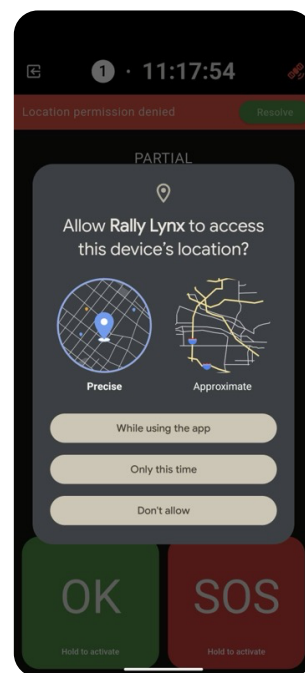 1 · 11:17:54
Location permission denied
Resolve
PARTIAL
Allow Rally Lynx to access
this device's location?
Precise
Approximate
While using the app
Only this time
Don't allow
OK
SOS
Hold to activate
Hold to activate